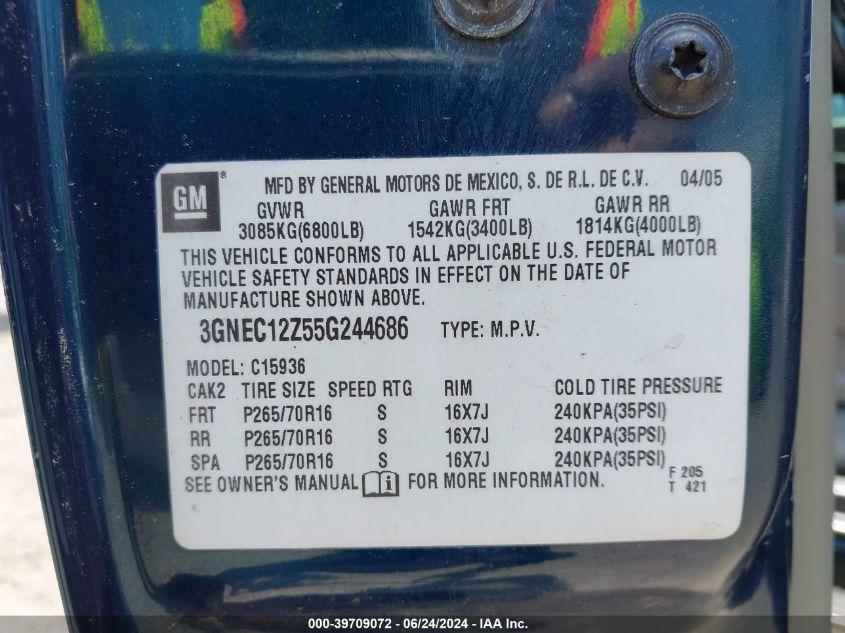 GM ® MFD BY GENERAL MOTORS DE MEXICO, S. DE R.L. DE C.V. 04/05
GVWR GAWR FRT GAWR RR
3085KG(6800LB) 1542KG(3400LB) 1814KG(4000LB)
THIS VEHICLE CONFORMS TO ALL APPLICABLE U.S. FEDERAL MOTOR
VEHICLE SAFETY STANDARDS IN EFFECT ON THE DATE OF
MANUFACTURE SHOWN ABOVE.
3GNEC12Z55G244686 TYPE: M.P.V.
MODEL: C15936
CAK2 TIRE SIZE SPEED RTG RIM COLD TIRE PRESSURE
FRT P265/70R16 S 16X7J 240KPA(35PSI)
RR P265/70R16 S 16X7J 240KPA(35PSI)
SPA P265/70R16 S 16X7J 240KPA(35PSI)
SEE OWNER'S MANUAL i FOR MORE INFORMATION.
F 205
T 421
000-39709072 - 06/24/2024 - IAA Inc.